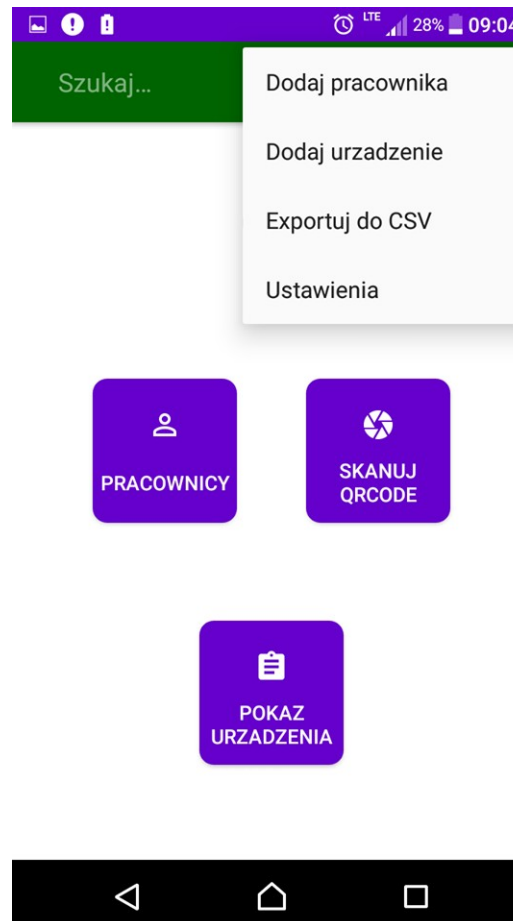 LTE 28% 09:04
Szukaj...
Dodaj pracownika
Dodaj urzadzenie
Exportuj do CSV
Ustawienia
PRACOWNICY
SKANUJ
QRCODE
POKAZ
URZADZENIA